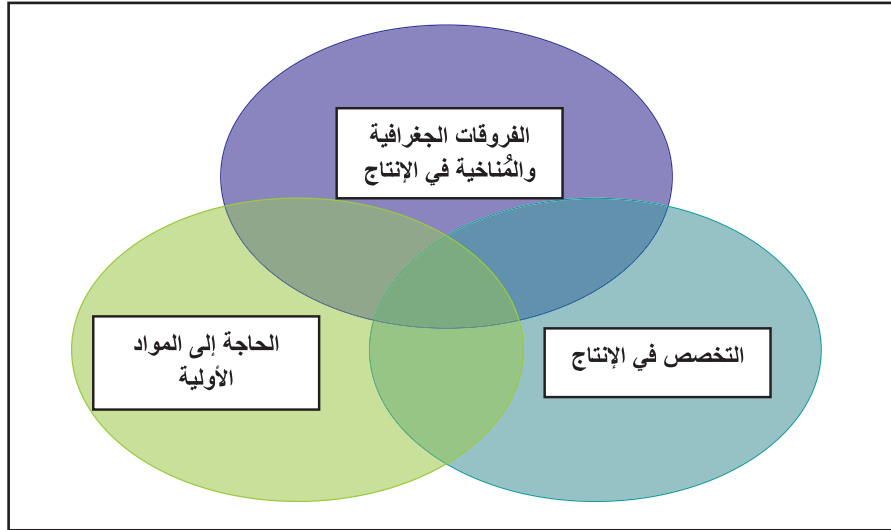 الفروقات الجغرافية
والمُناخية في الإنتاج
الحاجة إلى المواد
الأولية
التخصص في الإنتاج